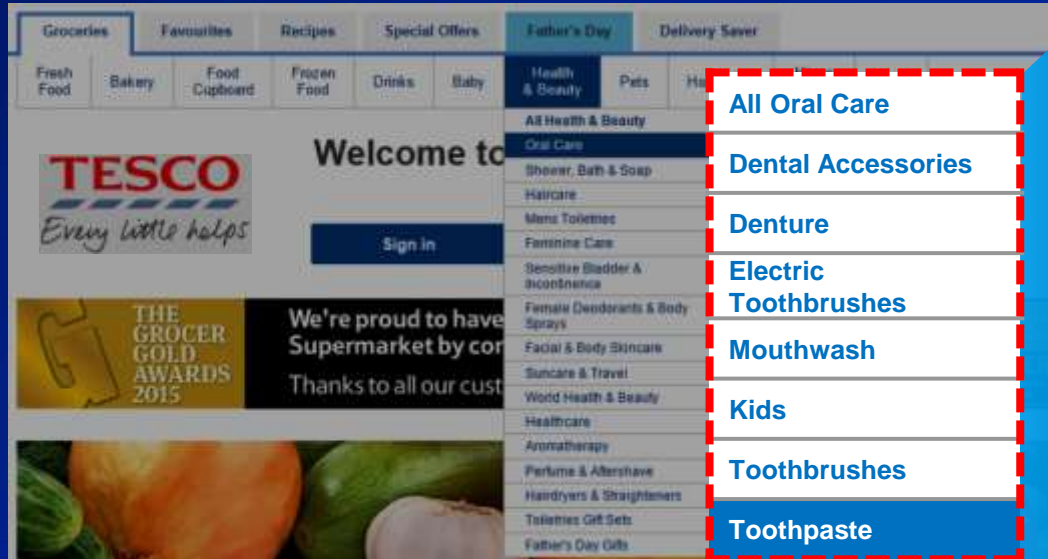 Groceries Favourites Recipes Special Offers Father's Day Delivery Saver
Fresh Food Bakery Food Cupboard Frozen Food Drinks Baby Health & Beauty Pets
All Health & Beauty
Oral Care
Shower, Bath & Soap
Haircare
Mens Toiletries
Feminine Care
Sensitive Bladder &
Incontinence
Female Deodorants & Body
Sprays
Facial & Body Skincare
Suncare & Travel
World Health & Beauty
Healthcare
Aromatherapy
Perfume & Aftershave
Hairdryers & Straighteners
Toiletries Gift Sets
Father's Day Gifts
All Oral Care
Dental Accessories
Denture
Electric
Toothbrushes
Mouthwash
Kids
Toothbrushes
Toothpaste
Welcome to
TESCO
Every little helps
Sign in
THE
GROCER
GOLD
AWARDS
2015
We're proud to have
Supermarket by
Thanks to all our